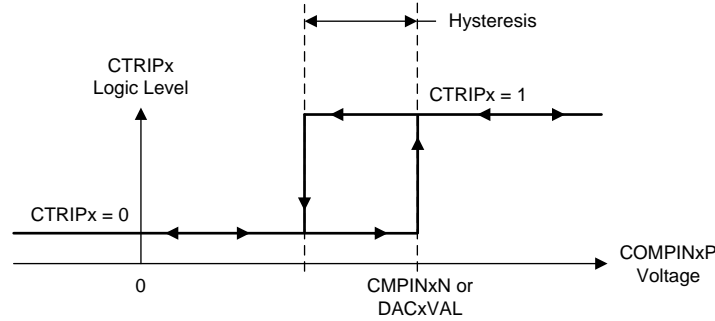 Hysteresis
CTRIPx
Logic Level
CTRIPx = 1
CTRIPx = 0
COMPINxP
Voltage
0
CMPINxN or
DACxVAL